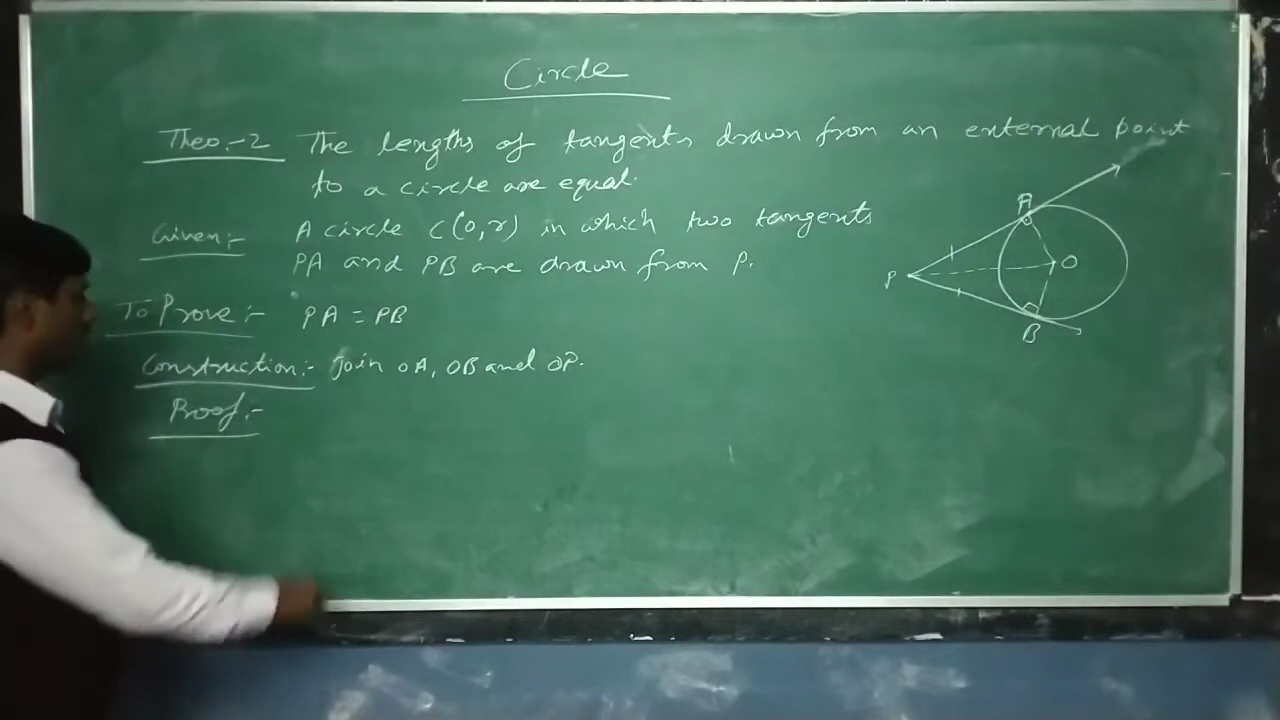 Circle
Theo:-2 The lengths of tangents drawn from an external point
to a circle are equal.
Given:- A circle C(O,r) in which two tangents
PA and PB are drawn from P.
To Prove:- PA = PB
Construction:- Join OA, OB and OP.
Proof:-
A
P
O
B